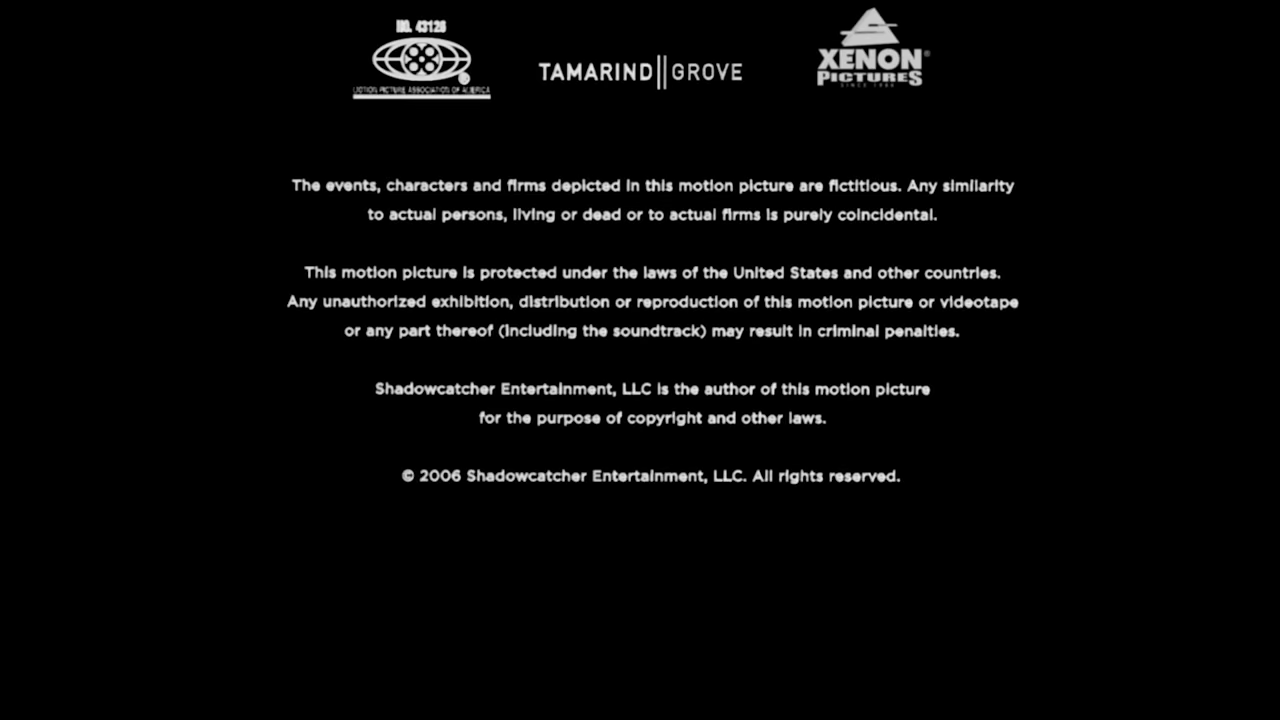 NO. 43126
MOTION PICTURE ASSOCIATION OF AMERICA
TAMARIND GROVE
XENON
PICTURES
The events, characters and firms depicted in this motion picture are fictitious. Any similarity
to actual persons, living or dead or to actual firms is purely coincidental.
This motion picture is protected under the laws of the United States and other countries.
Any unauthorized exhibition, distribution or reproduction of this motion picture or videotape
or any part thereof (including the soundtrack) may result in criminal penalties.
Shadowcatcher Entertainment, LLC is the author of this motion picture
for the purpose of copyright and other laws.
© 2006 Shadowcatcher Entertainment, LLC. All rights reserved.